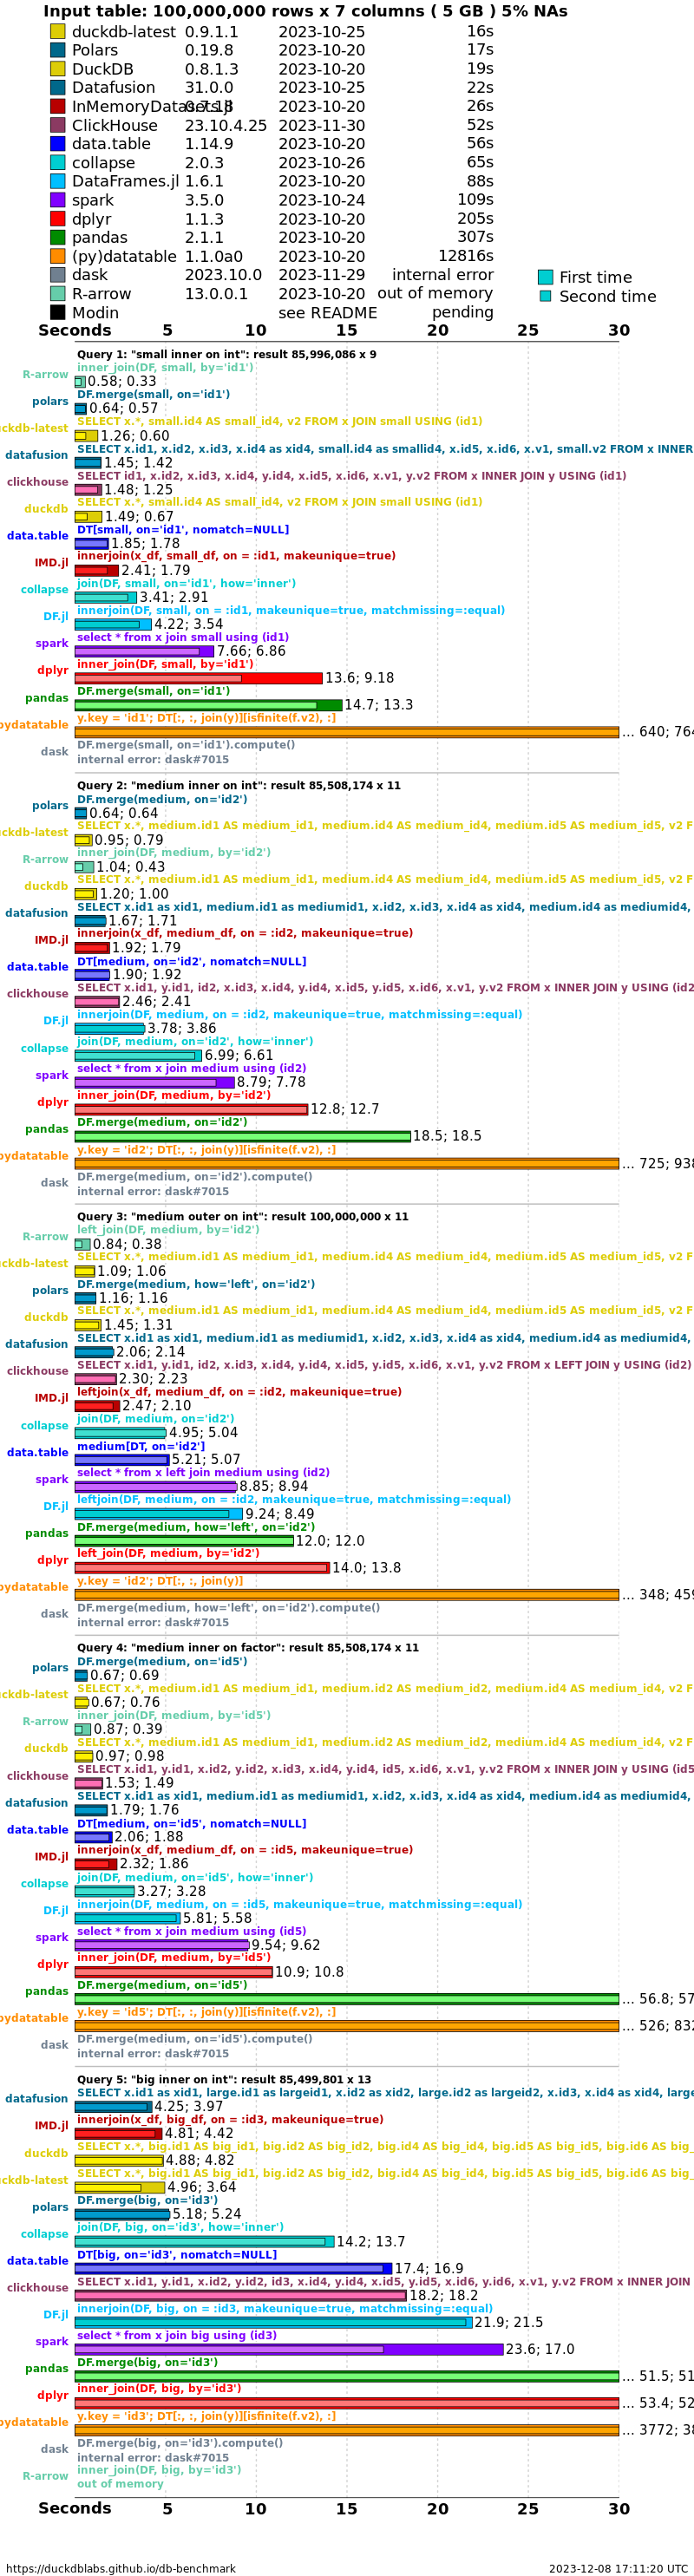 Input table: 100,000,000 rows x 7 columns ( 5 GB ) 5% NAs
duckdb-latest 0.9.1.1 2023-10-25 16s
Polars 0.19.8 2023-10-20 17s
DuckDB 0.8.1.3 2023-10-20 19s
Datafusion 31.0.0 2023-10-25 22s
InMemoryDatasets.jl 0.7.18 2023-10-20 26s
ClickHouse 23.10.4.25 2023-11-30 52s
data.table 1.14.9 2023-10-20 56s
collapse 2.0.3 2023-10-26 65s
DataFrames.jl 1.6.1 2023-10-20 88s
spark 3.5.0 2023-10-24 109s
dplyr 1.1.3 2023-10-20 205s
pandas 2.1.1 2023-10-20 307s
(py)datatable 1.1.0a0 2023-10-20 12816s
dask 2023.10.0 2023-11-29 internal error
R-arrow 13.0.0.1 2023-10-20 out of memory
Modin see README pending
First time
Second time
Seconds 5 10 15 20 25 30
Query 1: "small inner on int": result 85,996,086 x 9
inner_join(DF, small, by='id1')
R-arrow 0.58; 0.33
DF.merge(small, on='id1')
polars 0.64; 0.57
SELECT x.*, small.id4 AS small_id4, v2 FROM x JOIN small USING (id1)
uckdb-latest 1.26; 0.60
SELECT x.id1, x.id2, x.id3, x.id4 as xid4, small.id4 as smallid4, x.id5, x.id6, x.v1, small.v2 FROM x INNER
datafusion 1.45; 1.42
SELECT id1, x.id2, x.id3, x.id4, y.id4, x.id5, x.id6, x.v1, y.v2 FROM x INNER JOIN y USING (id1)
clickhouse 1.48; 1.25
SELECT x.*, small.id4 AS small_id4, v2 FROM x JOIN small USING (id1)
duckdb 1.49; 0.67
DT[small, on='id1', nomatch=NULL]
data.table 1.85; 1.78
innerjoin(x_df, small_df, on = :id1, makeunique=true)
IMD.jl 2.41; 1.79
join(DF, small, on='id1', how='inner')
collapse 3.41; 2.91
innerjoin(DF, small, on = :id1, makeunique=true, matchmissing=:equal)
DF.jl 4.22; 3.54
select * from x join small using (id1)
spark 7.66; 6.86
inner_join(DF, small, by='id1')
dplyr 13.6; 9.18
DF.merge(small, on='id1')
pandas 14.7; 13.3
y.key = 'id1'; DT[:, :, join(y)][isfinite(f.v2), :]
pydatatable ... 640; 764
DF.merge(small, on='id1').compute()
dask internal error: dask#7015
Query 2: "medium inner on int": result 85,508,174 x 11
DF.merge(medium, on='id2')
polars 0.64; 0.64
SELECT x.*, medium.id1 AS medium_id1, medium.id4 AS medium_id4, medium.id5 AS medium_id5, v2 F
uckdb-latest 0.95; 0.79
inner_join(DF, medium, by='id2')
R-arrow 1.04; 0.43
SELECT x.*, medium.id1 AS medium_id1, medium.id4 AS medium_id4, medium.id5 AS medium_id5, v2 F
duckdb 1.20; 1.00
SELECT x.id1 as xid1, medium.id1 as mediumid1, x.id2, x.id3, x.id4 as xid4, medium.id4 as mediumid4,
datafusion 1.67; 1.71
innerjoin(x_df, medium_df, on = :id2, makeunique=true)
IMD.jl 1.92; 1.79
DT[medium, on='id2', nomatch=NULL]
data.table 1.90; 1.92
SELECT x.id1, y.id1, id2, x.id3, x.id4, y.id4, x.id5, y.id5, x.id6, x.v1, y.v2 FROM x INNER JOIN y USING (id2
clickhouse 2.46; 2.41
innerjoin(DF, medium, on = :id2, makeunique=true, matchmissing=:equal)
DF.jl 3.78; 3.86
join(DF, medium, on='id2', how='inner')
collapse 6.99; 6.61
select * from x join medium using (id2)
spark 8.79; 7.78
inner_join(DF, medium, by='id2')
dplyr 12.8; 12.7
DF.merge(medium, on='id2')
pandas 18.5; 18.5
y.key = 'id2'; DT[:, :, join(y)][isfinite(f.v2), :]
pydatatable ... 725; 938
DF.merge(medium, on='id2').compute()
dask internal error: dask#7015
Query 3: "medium outer on int": result 100,000,000 x 11
left_join(DF, medium, by='id2')
R-arrow 0.84; 0.38
SELECT x.*, medium.id1 AS medium_id1, medium.id4 AS medium_id4, medium.id5 AS medium_id5, v2 F
uckdb-latest 1.09; 1.06
DF.merge(medium, how='left', on='id2')
polars 1.16; 1.16
SELECT x.*, medium.id1 AS medium_id1, medium.id4 AS medium_id4, medium.id5 AS medium_id5, v2 F
duckdb 1.45; 1.31
SELECT x.id1 as xid1, medium.id1 as mediumid1, x.id2, x.id3, x.id4 as xid4, medium.id4 as mediumid4,
datafusion 2.06; 2.14
SELECT x.id1, y.id1, id2, x.id3, x.id4, y.id4, x.id5, y.id5, x.id6, x.v1, y.v2 FROM x LEFT JOIN y USING (id2)
clickhouse 2.30; 2.23
leftjoin(x_df, medium_df, on = :id2, makeunique=true)
IMD.jl 2.47; 2.10
join(DF, medium, on='id2')
collapse 4.95; 5.04
medium[DT, on='id2']
data.table 5.21; 5.07
select * from x left join medium using (id2)
spark 8.85; 8.94
leftjoin(DF, medium, on = :id2, makeunique=true, matchmissing=:equal)
DF.jl 9.24; 8.49
DF.merge(medium, how='left', on='id2')
pandas 12.0; 12.0
left_join(DF, medium, by='id2')
dplyr 14.0; 13.8
y.key = 'id2'; DT[:, :, join(y)]
pydatatable ... 348; 459
DF.merge(medium, how='left', on='id2').compute()
dask internal error: dask#7015
Query 4: "medium inner on factor": result 85,508,174 x 11
DF.merge(medium, on='id5')
polars 0.67; 0.69
SELECT x.*, medium.id1 AS medium_id1, medium.id2 AS medium_id2, medium.id4 AS medium_id4, v2 F
uckdb-latest 0.67; 0.76
inner_join(DF, medium, by='id5')
R-arrow 0.87; 0.39
SELECT x.*, medium.id1 AS medium_id1, medium.id2 AS medium_id2, medium.id4 AS medium_id4, v2 F
duckdb 0.97; 0.98
SELECT x.id1, y.id1, x.id2, y.id2, x.id3, x.id4, y.id4, id5, x.id6, x.v1, y.v2 FROM x INNER JOIN y USING (id5
clickhouse 1.53; 1.49
SELECT x.id1 as xid1, medium.id1 as mediumid1, x.id2, x.id3, x.id4 as xid4, medium.id4 as mediumid4,
datafusion 1.79; 1.76
DT[medium, on='id5', nomatch=NULL]
data.table 2.06; 1.88
innerjoin(x_df, medium_df, on = :id5, makeunique=true)
IMD.jl 2.32; 1.86
join(DF, medium, on='id5', how='inner')
collapse 3.27; 3.28
innerjoin(DF, medium, on = :id5, makeunique=true, matchmissing=:equal)
DF.jl 5.81; 5.58
select * from x join medium using (id5)
spark 9.54; 9.62
inner_join(DF, medium, by='id5')
dplyr 10.9; 10.8
DF.merge(medium, on='id5')
pandas ... 56.8; 57
y.key = 'id5'; DT[:, :, join(y)][isfinite(f.v2), :]
pydatatable ... 526; 832
DF.merge(medium, on='id5').compute()
dask internal error: dask#7015
Query 5: "big inner on int": result 85,499,801 x 13
SELECT x.id1 as xid1, large.id1 as largeid1, x.id2 as xid2, large.id2 as largeid2, x.id3, x.id4 as xid4, large
datafusion 4.25; 3.97
innerjoin(x_df, big_df, on = :id3, makeunique=true)
IMD.jl 4.81; 4.42
SELECT x.*, big.id1 AS big_id1, big.id2 AS big_id2, big.id4 AS big_id4, big.id5 AS big_id5, big.id6 AS big_
duckdb 4.88; 4.82
SELECT x.*, big.id1 AS big_id1, big.id2 AS big_id2, big.id4 AS big_id4, big.id5 AS big_id5, big.id6 AS big_
uckdb-latest 4.96; 3.64
DF.merge(big, on='id3')
polars 5.18; 5.24
join(DF, big, on='id3', how='inner')
collapse 14.2; 13.7
DT[big, on='id3', nomatch=NULL]
data.table 17.4; 16.9
SELECT x.id1, y.id1, x.id2, y.id2, id3, x.id4, y.id4, x.id5, y.id5, x.id6, y.id6, x.v1, y.v2 FROM x INNER JOIN
clickhouse 18.2; 18.2
innerjoin(DF, big, on = :id3, makeunique=true, matchmissing=:equal)
DF.jl 21.9; 21.5
select * from x join big using (id3)
spark 23.6; 17.0
DF.merge(big, on='id3')
pandas ... 51.5; 51
inner_join(DF, big, by='id3')
dplyr ... 53.4; 52
y.key = 'id3'; DT[:, :, join(y)][isfinite(f.v2), :]
pydatatable ... 3772; 38
DF.merge(big, on='id3').compute()
dask internal error: dask#7015
inner_join(DF, big, by='id3')
R-arrow out of memory
Seconds 5 10 15 20 25 30
https://duckdblabs.github.io/db-benchmark 2023-12-08 17:11:20 UTC